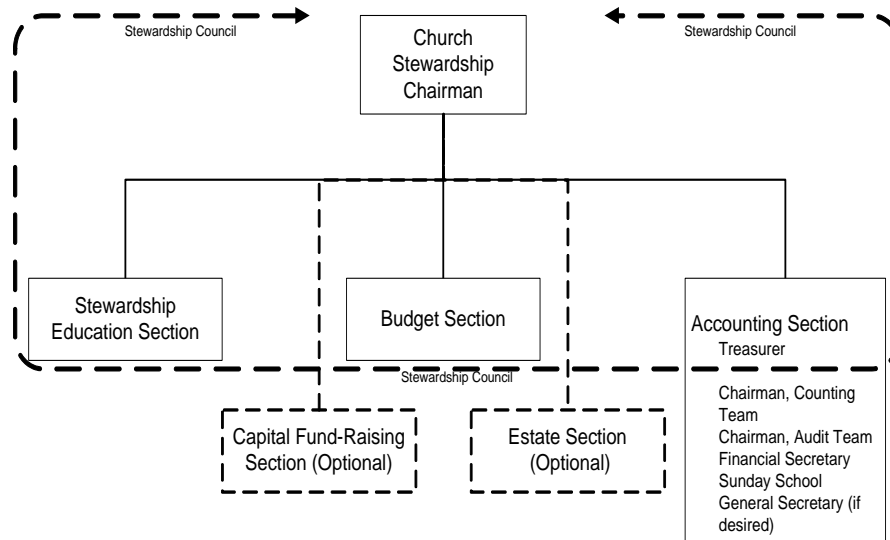 Stewardship Council
Stewardship Council
Church
Stewardship
Chairman
Stewardship
Education Section
Budget Section
Accounting Section
Treasurer
Stewardship Council
Chairman, Counting
Team
Chairman, Audit Team
Financial Secretary
Sunday School
General Secretary (if
desired)
Capital Fund-Raising
Section (Optional)
Estate Section
(Optional)